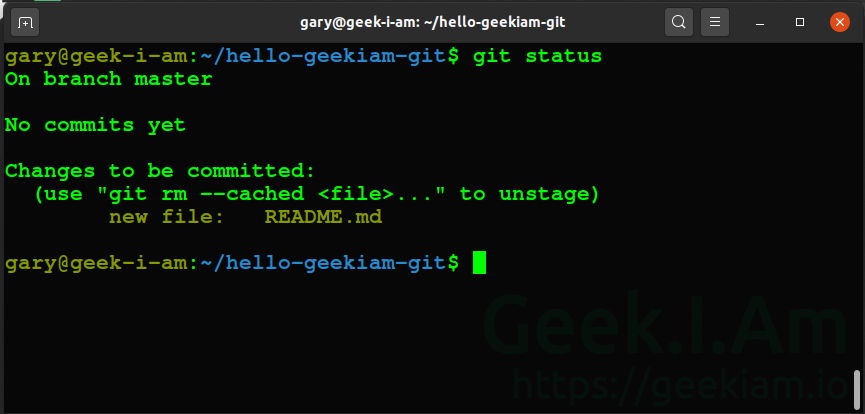 gary@geek-i-am: ~/hello-geekiam-git
gary@geek-i-am:~/hello-geekiam-git$ git status
On branch master
No commits yet
Changes to be committed:
(use "git rm --cached <file>..." to unstage)
new file: README.md
gary@geek-i-am:~/hello-geekiam-git$
Geek.I.Am
https://geekiam.io